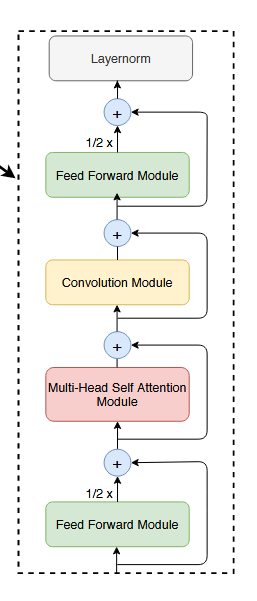 Layernorm
+
1/2 x
Feed Forward Module
+
Convolution Module
+
Multi-Head Self Attention
Module
+
1/2 x
Feed Forward Module